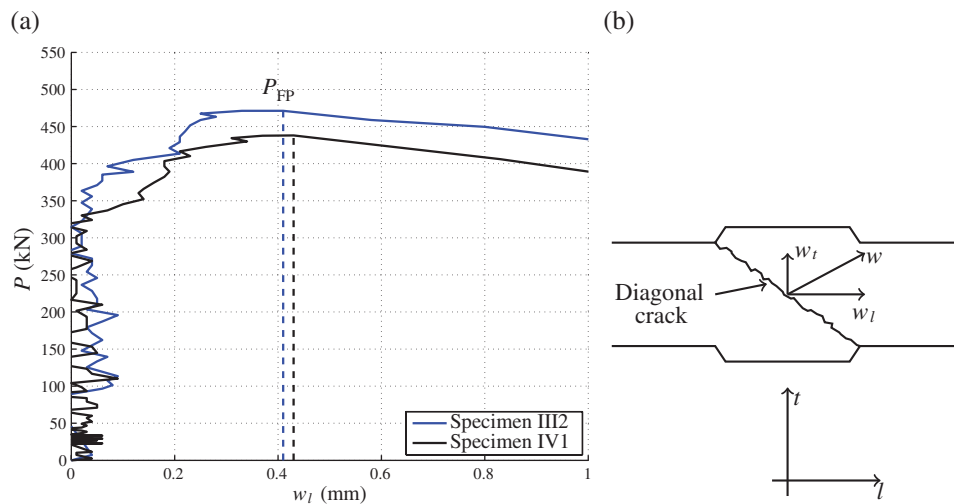 (a)
550
500
450
400
350
300
250
200
150
100
50
0
P (kN)
P_FP
0 0.2 0.4 0.6 0.8 1
w_l (mm)
Specimen III2
Specimen IV1
(b)
w_t
w
w_l
Diagonal
crack
t
l